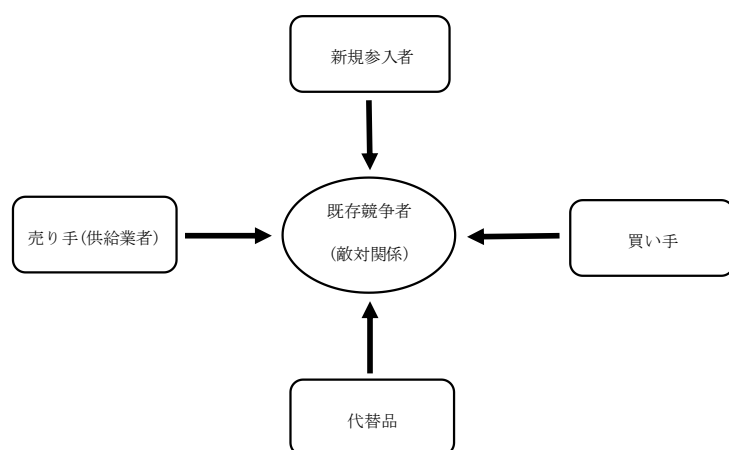 新規参入者
既存競争者
(敵対関係)
売り手(供給業者)
買い手
代替品